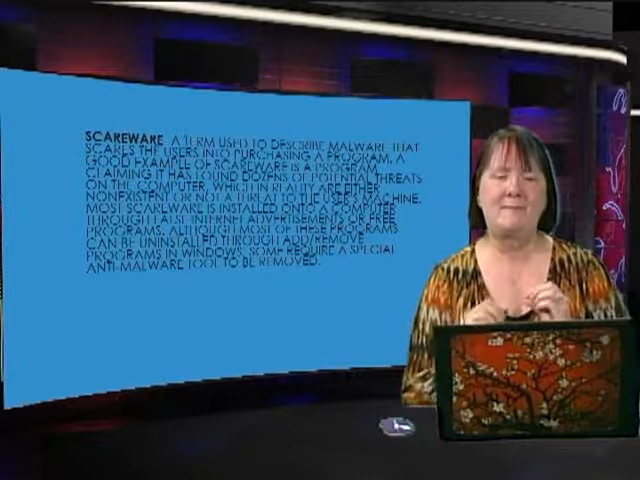 SCAREWARE A TERM USED TO DESCRIBE MALWARE THAT
SCARES THE USERS INTO PURCHASING A PROGRAM. A
GOOD EXAMPLE OF SCAREWARE IS A PROGRAM
CLAIMING IT HAS FOUND DOZENS OF POTENTIAL THREATS
ON THE COMPUTER, WHICH IN REALITY ARE EITHER
NONEXISTENT OR NOT A THREAT TO THE USER'S MACHINE.
MOST SCAREWARE IS INSTALLED ONTO A COMPUTER
THROUGH FALSE INTERNET ADVERTISEMENTS OR FREE
PROGRAMS. ALTHOUGH MOST OF THESE PROGRAMS
CAN BE UNINSTALLED THROUGH ADD/REMOVE
PROGRAMS IN WINDOWS, SOME REQUIRE A SPECIAL
ANTI-MALWARE TOOL TO BE REMOVED.